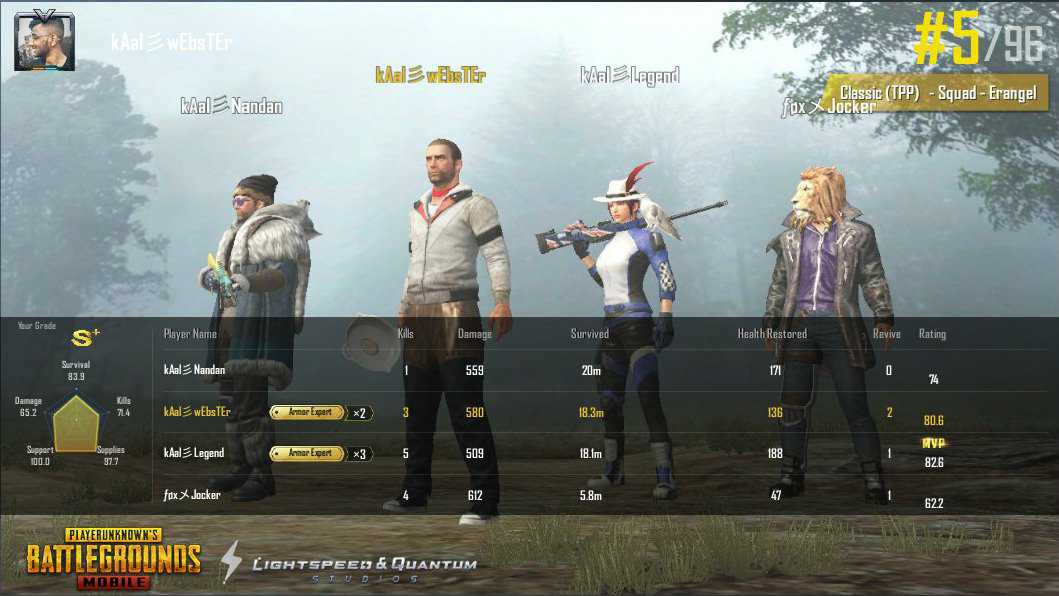 kAal彡wEbsTEr
#5/96
kAal彡wEbsTEr
kAal彡Legend
Classic (TPP) - Squad - Erangel
kAal彡Nandan
ƒøxメJocker
Your Grade
S+
Survival
83.9
Damage
65.2
Kills
71.4
Support
100.0
Supplies
97.7
Player Name Kills Damage Survived Health Restored Revive Rating
kAal彡Nandan 1 559 20m 171 0 74
kAal彡wEbsTEr Armor Expert ×2 3 580 18.3m 136 2 80.6
MVP
kAal彡Legend Armor Expert ×3 5 509 18.1m 188 1 82.6
ƒøxメJocker 4 612 5.8m 47 1 62.2
PLAYERUNKNOWN'S
BATTLEGROUNDS
MOBILE
LIGHTSPEED & QUANTUM
STUDIOS